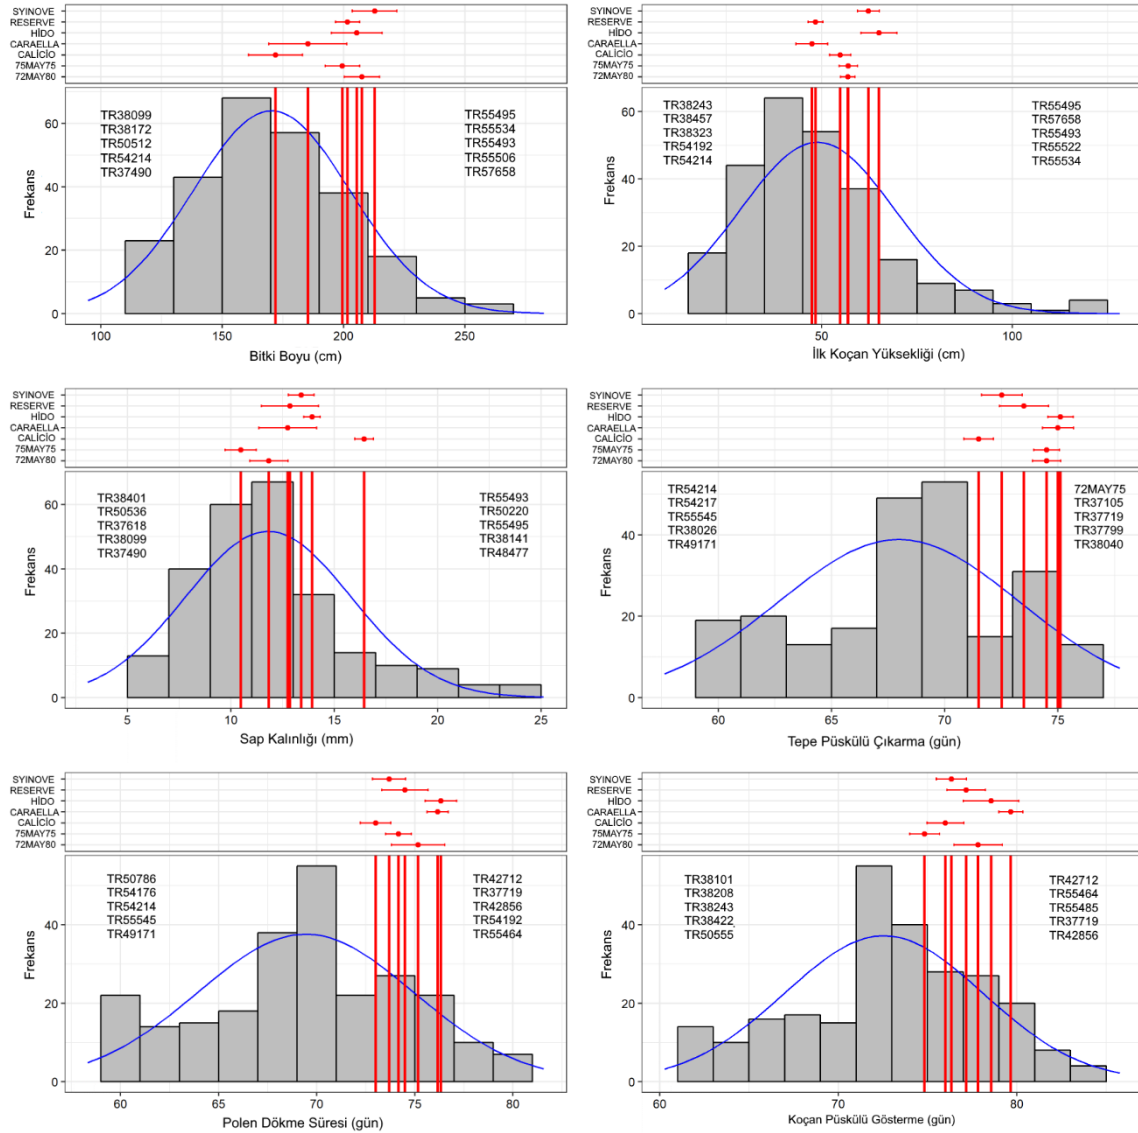 SYINOVE
RESERVE
HİDO
CARAELLA
CALİCİO
75MAY75
72MAY80
TR38099
TR38172
TR50512
TR54214
TR37490
TR55495
TR55534
TR55493
TR55506
TR57658
Frekans
60
40
20
0
100
150
200
250
Bitki Boyu (cm)
SYINOVE
RESERVE
HİDO
CARAELLA
CALİCİO
75MAY75
72MAY80
TR38243
TR38457
TR38323
TR54192
TR54214
TR55495
TR57658
TR55493
TR55522
TR55534
Frekans
60
40
20
0
50
100
İlk Koçan Yüksekliği (cm)
SYINOVE
RESERVE
HİDO
CARAELLA
CALİCİO
75MAY75
72MAY80
TR38401
TR50536
TR37618
TR38099
TR37490
TR55493
TR50220
TR55495
TR38141
TR48477
Frekans
60
40
20
0
5
10
15
20
25
Sap Kalınlığı (mm)
SYINOVE
RESERVE
HİDO
CARAELLA
CALİCİO
75MAY75
72MAY80
TR54214
TR54217
TR55545
TR38026
TR49171
72MAY75
TR37105
TR37719
TR37799
TR38040
Frekans
40
20
0
60
65
70
75
Tepe Püskülü Çıkarma (gün)
SYINOVE
RESERVE
HİDO
CARAELLA
CALİCİO
75MAY75
72MAY80
TR50786
TR54176
TR54214
TR55545
TR49171
TR42712
TR37719
TR42856
TR54192
TR55464
Frekans
40
20
0
60
70
75
80
Polen Dökme Süresi (gün)
SYINOVE
RESERVE
HİDO
CARAELLA
CALİCİO
75MAY75
72MAY80
TR38101
TR38208
TR38243
TR38422
TR50555
TR42712
TR55464
TR55485
TR37719
TR42856
Frekans
40
20
0
60
70
80
Koçan Püskülü Gösterme (gün)